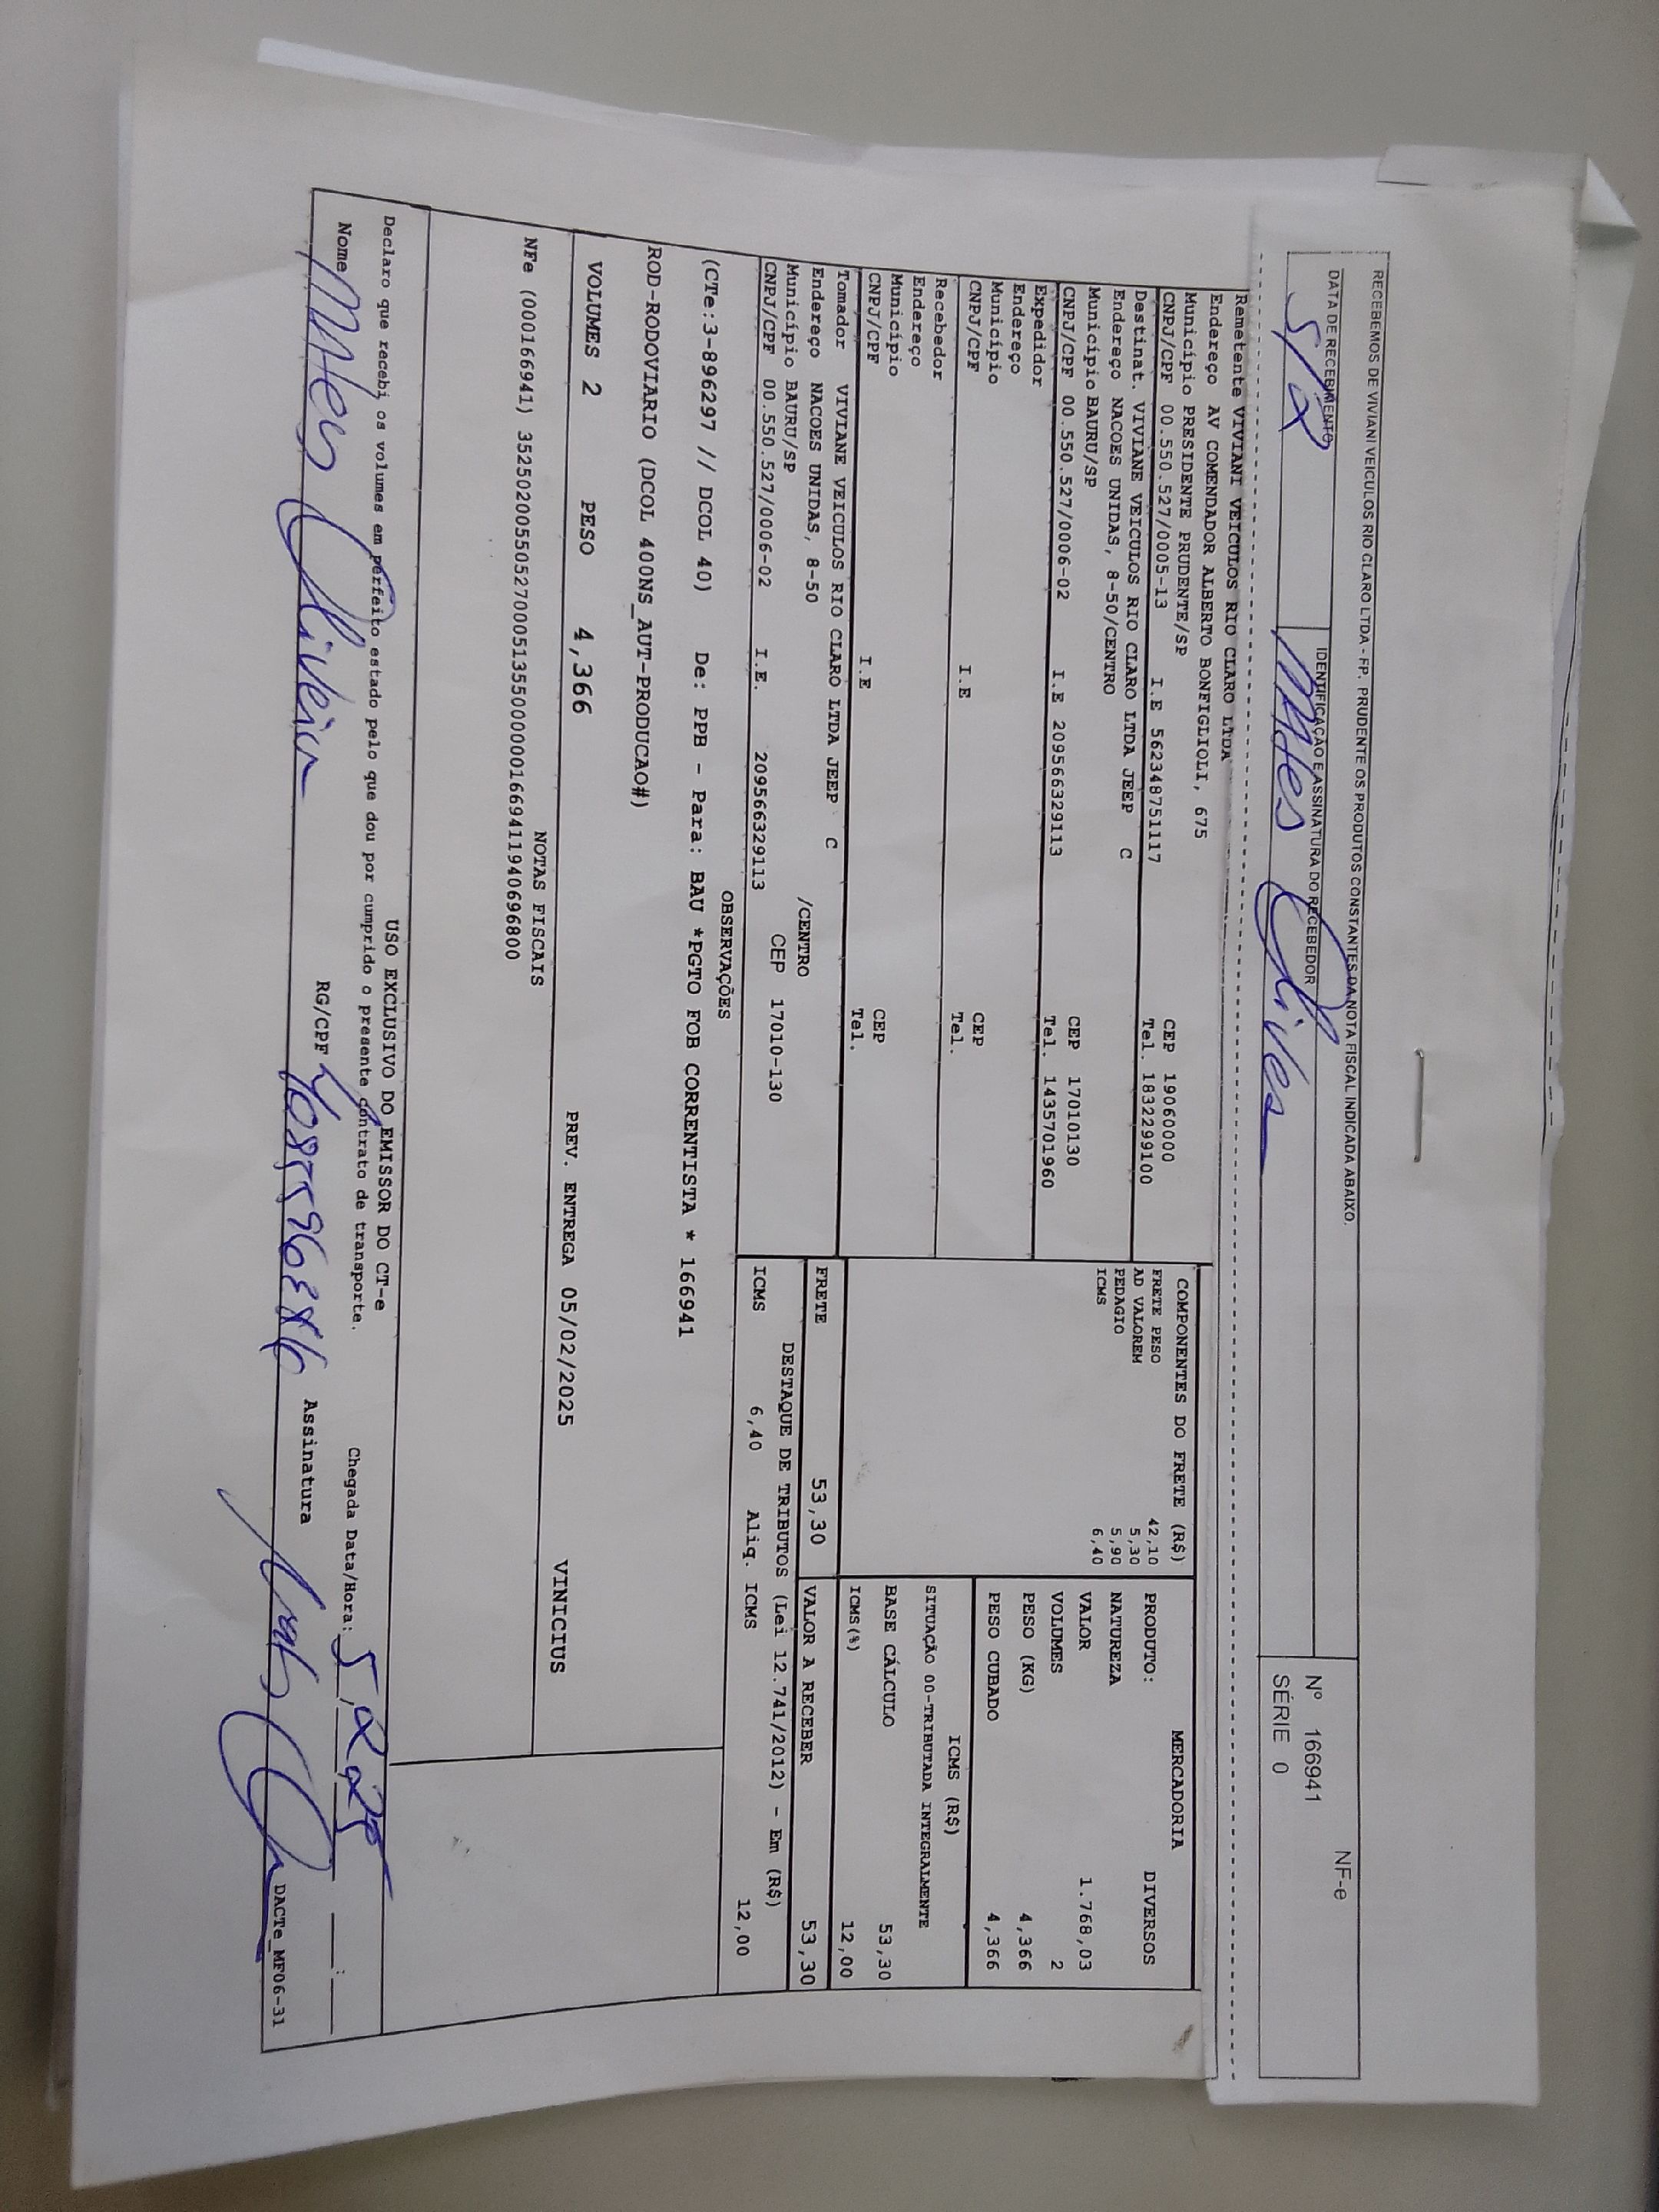 RECEBEMOS DE VIVIANI VEICULOS RIO CLARO LTDA - FP. PRUDENTE OS PRODUTOS CONSTANTES DA NOTA FISCAL INDICADA ABAIXO.
NF-e
DATA DE RECEBIMENTO
5/2
IDENTIFICAÇÃO E ASSINATURA DO RECEBEDOR
Nº 166941
SÉRIE 0
Remetente VIVIANI VEICULOS RIO CLARO LTDA
Endereço AV COMENDADOR ALBERTO BONFIGLIOLI, 675
Município PRESIDENTE PRUDENTE/SP CEP 19060000
CNPJ/CPF 00.550.527/0005-13 I.E 562348751117 Tel. 1832299100
Destinat. VIVIANE VEICULOS RIO CLARO LTDA JEEP C
Endereço NACOES UNIDAS, 8-50/CENTRO
Município BAURU/SP CEP 17010130
CNPJ/CPF 00.550.527/0006-02 I.E 209566329113 Tel. 1435701960
Expedidor
Endereço
Município CEP
CNPJ/CPF I.E Tel.
Recebedor
Endereço
Município CEP
CNPJ/CPF I.E Tel.
Tomador VIVIANE VEICULOS RIO CLARO LTDA JEEP C
Endereço NACOES UNIDAS, 8-50 /CENTRO
Município BAURU/SP CEP 17010-130
CNPJ/CPF 00.550.527/0006-02 I.E. 209566329113
COMPONENTES DO FRETE (R$)
FRETE PESO 42,10
AD VALOREM 5,30
PEDAGIO 5,90
ICMS 6,40
MERCADORIA
PRODUTO: DIVERSOS
NATUREZA
VALOR 1.768,03
VOLUMES 2
PESO (KG) 4,366
PESO CUBADO 4,366
ICMS (R$)
SITUAÇÃO 00-TRIBUTADA INTEGRALMENTE
BASE CÁLCULO 53,30
ICMS(%) 12,00
FRETE 53,30 VALOR A RECEBER 53,30
DESTAQUE DE TRIBUTOS (Lei 12.741/2012) - Em (R$)
ICMS 6,40 Aliq. ICMS 12,00
OBSERVAÇÕES
(CTe:3-896297 // DCOL 40) De: PPB - Para: BAU *PGTO FOB CORRENTISTA * 166941
ROD-RODOVIARIO (DCOL 400NS_AUT-PRODUCAO#)
VOLUMES 2 PESO 4,366 PREV. ENTREGA 05/02/2025 VINICIUS
NOTAS FISCAIS
NFe (000166941) 35250200550527000513550000001669411940696800
USO EXCLUSIVO DO EMISSOR DO CT-e
Declaro que recebi os volumes em perfeito estado pelo que dou por cumprido o presente contrato de transporte.
Chegada Data/Hora: 5 2 25
Nome Oliveira RG/CPF Assinatura
DACTe_MF06-31